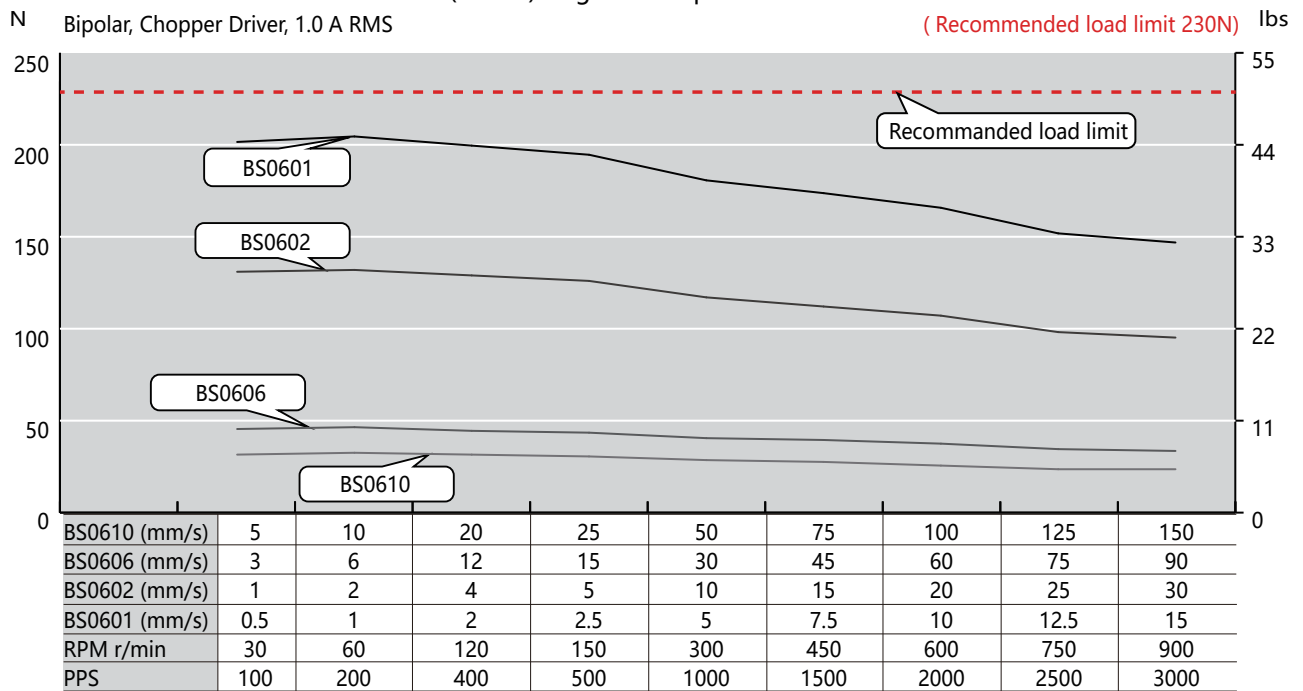 N
Bipolar, Chopper Driver, 1.0 A RMS
( Recommended load limit 230N)
lbs
250
55
Recommanded load limit
200
44
BS0601
BS0602
150
33
100
22
BS0606
50
11
BS0610
0
0
BS0610 (mm/s) 5 10 20 25 50 75 100 125 150
BS0606 (mm/s) 3 6 12 15 30 45 60 75 90
BS0602 (mm/s) 1 2 4 5 10 15 20 25 30
BS0601 (mm/s) 0.5 1 2 2.5 5 7.5 10 12.5 15
RPM r/min 30 60 120 150 300 450 600 750 900
PPS 100 200 400 500 1000 1500 2000 2500 3000